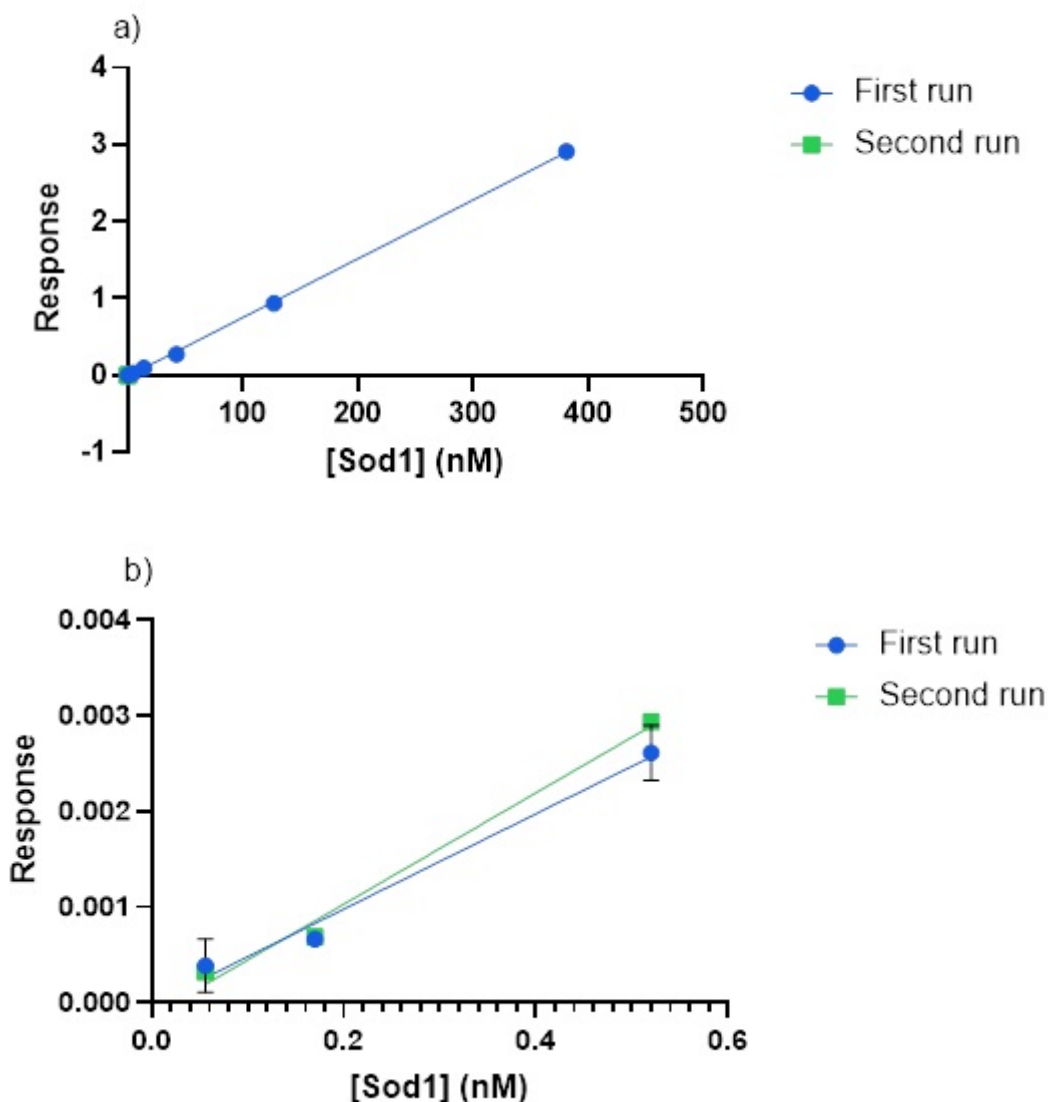 a)
4
3
2
1
0
-1
Response
100 200 300 400 500
[Sod1] (nM)
First run
Second run
b)
0.004
0.003
0.002
0.001
0.000
Response
0.0 0.2 0.4 0.6
[Sod1] (nM)
First run
Second run